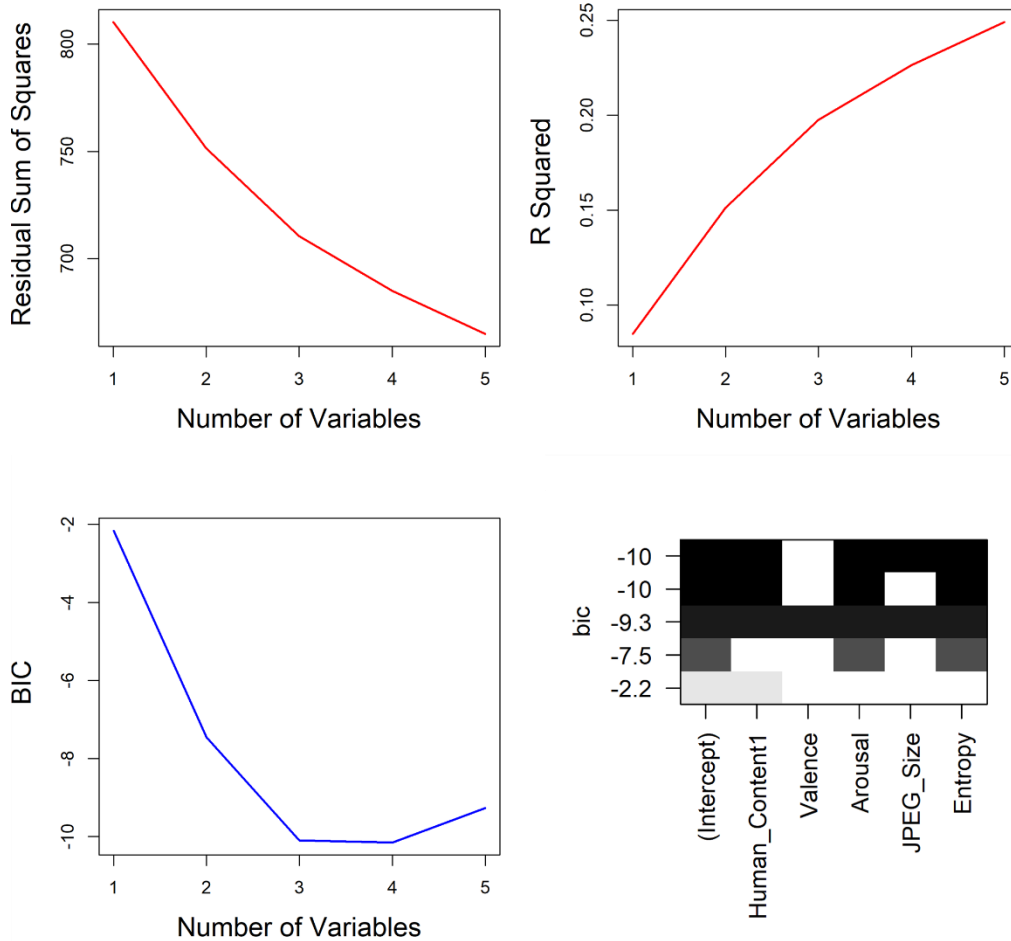 Residual Sum of Squares
800
750
700
1 2 3 4 5
Number of Variables
R Squared
0.25
0.20
0.15
0.10
1 2 3 4 5
Number of Variables
BIC
-2
-4
-6
-8
-10
1 2 3 4 5
Number of Variables
bic
-10
-10
-9.3
-7.5
-2.2
(Intercept)
Human_Content1
Valence
Arousal
JPEG_Size
Entropy